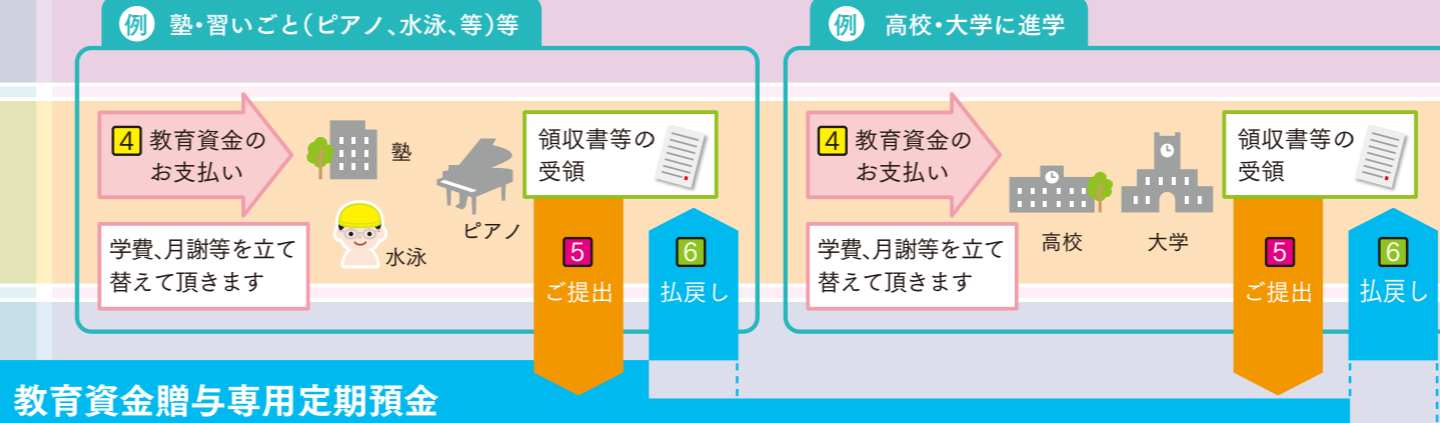 例 塾・習いごと(ピアノ、水泳、等)等
4 教育資金の
お支払い
塾
ピアノ
水泳
学費、月謝等を立て
替えて頂きます
領収書等の
受領
5
ご提出
6
払戻し
例 高校・大学に進学
4 教育資金の
お支払い
高校
大学
学費、月謝等を立て
替えて頂きます
領収書等の
受領
5
ご提出
6
払戻し
教育資金贈与専用定期預金